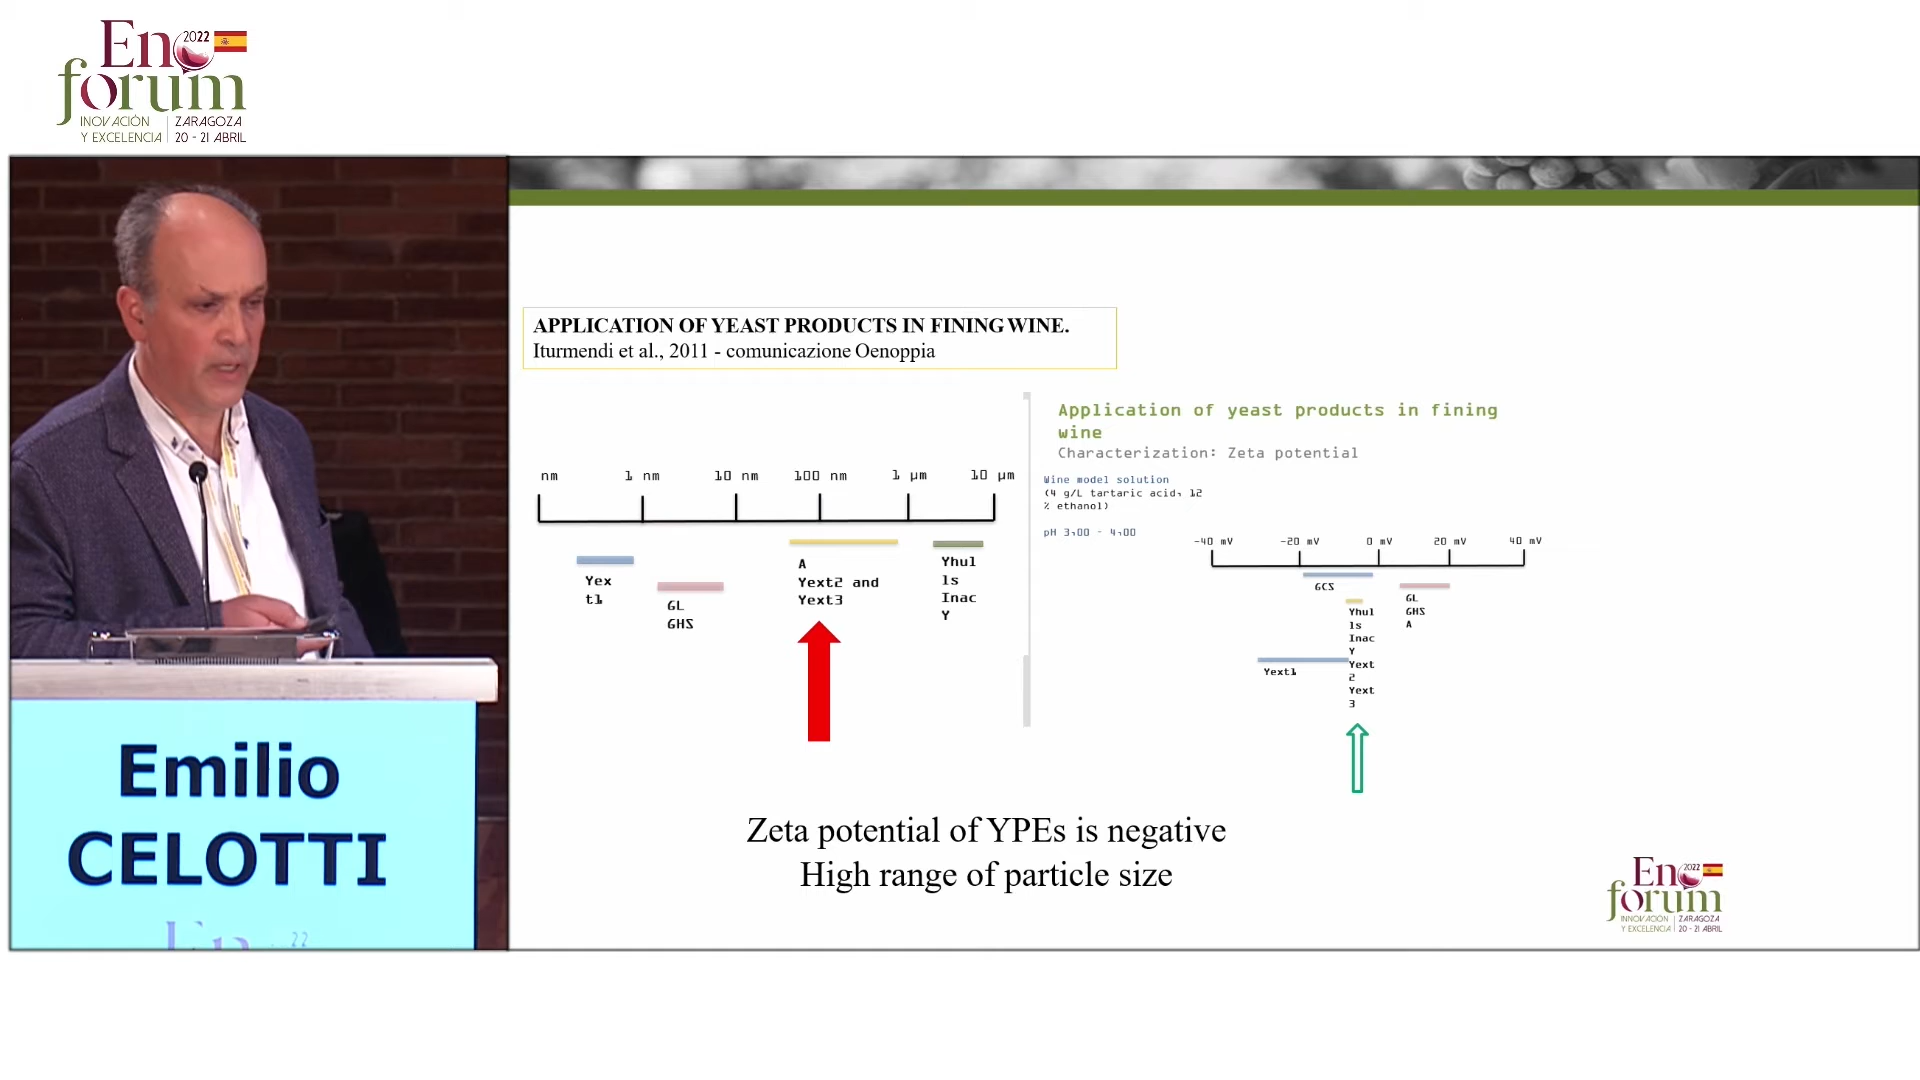 En 2022
forum
INOVACIÓN | ZARAGOZA
Y EXCELENCIA | 20 - 21 ABRIL
APPLICATION OF YEAST PRODUCTS IN FINING WINE.
Iturmendi et al., 2011 - comunicazione Oenoppia
nm 1 nm 10 nm 100 nm 1 µm 10 µm
Yex
t1
GL
GHS
A
Yext2 and
Yext3
Yhul
ls
Inac
Y
Application of yeast products in fining
wine
Characterization: Zeta potential
Wine model solution
(4 g/L tartaric acid, 12
% ethanol)
pH 3,00 - 4,00
-40 mV -20 mV 0 mV 20 mV 40 mV
GCS
GL
GHS
A
Yhul
ls
Inac
Y
Yext
2
Yext
3
Yext1
Zeta potential of YPEs is negative
High range of particle size
Emilio
CELOTTI
En 2022
forum
INNOVACIÓN | ZARAGOZA
Y EXCELENCIA | 20 - 21 ABRIL